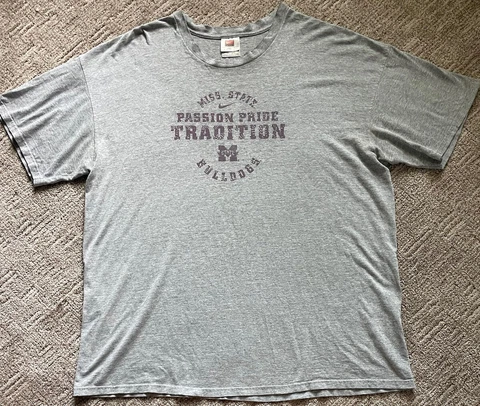 MISS. STATE
PASSION PRIDE
TRADITION
M
BULLDOGS